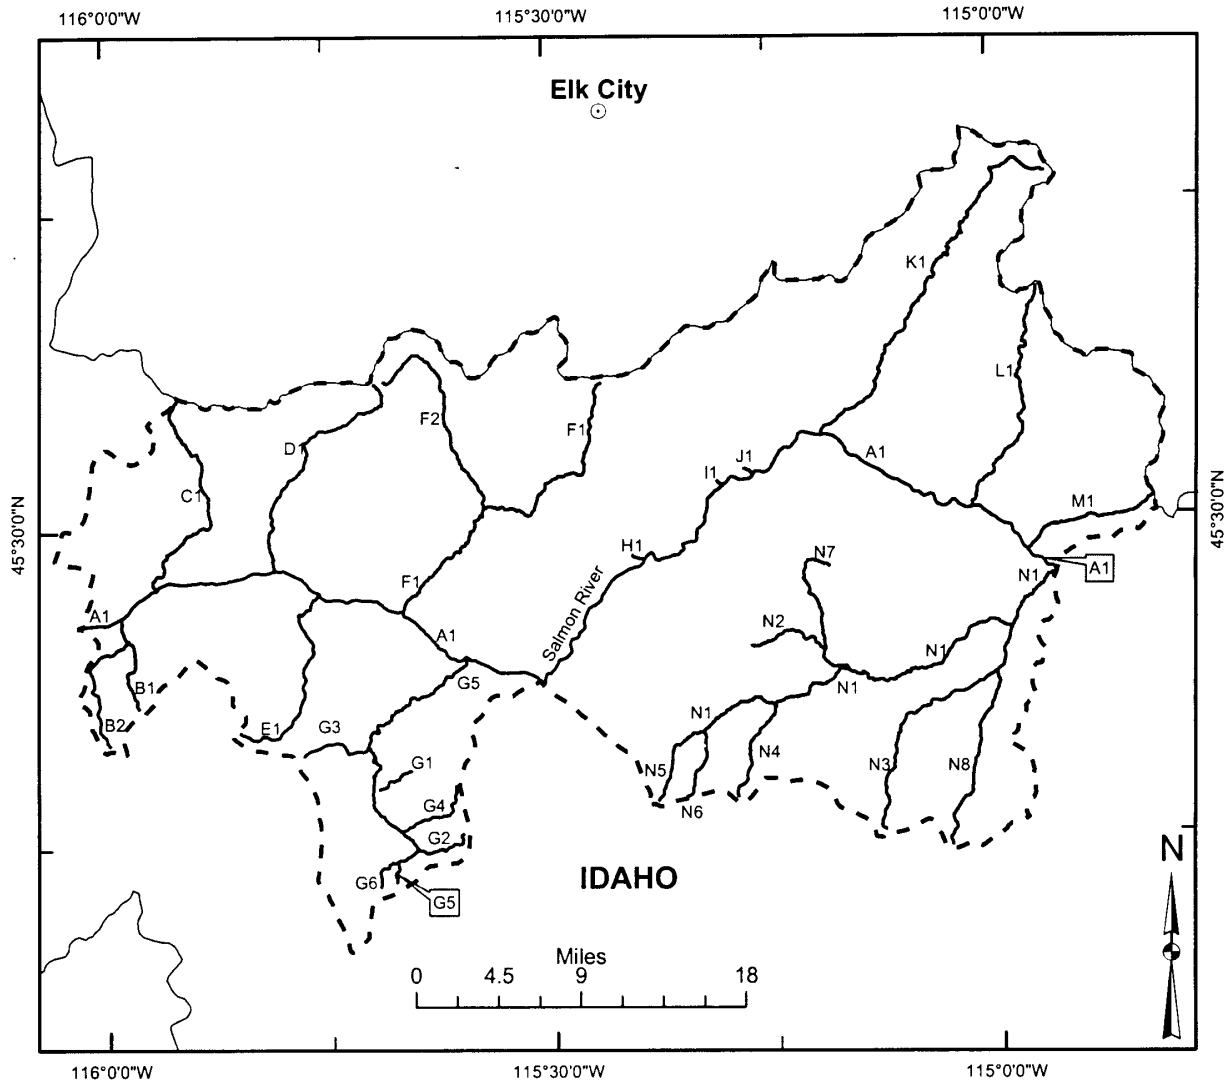 116°0'0"W
115°30'0"W
115°0'0"W
Elk City
K1
L1
F2
F1
D1
A1
J1
I1
C1
M1
45°30'0"N
45°30'0"N
H1
N7
A1
N1
F1
A1
N2
Salmon River
A1
N1
G5
B1
N1
N1
B2
E1
G3
G1
N5
N4
N3
N8
G4
N6
G2
G6
G5
IDAHO
N
Miles
0 4.5 9 18
116°0'0"W
115°30'0"W
115°0'0"W